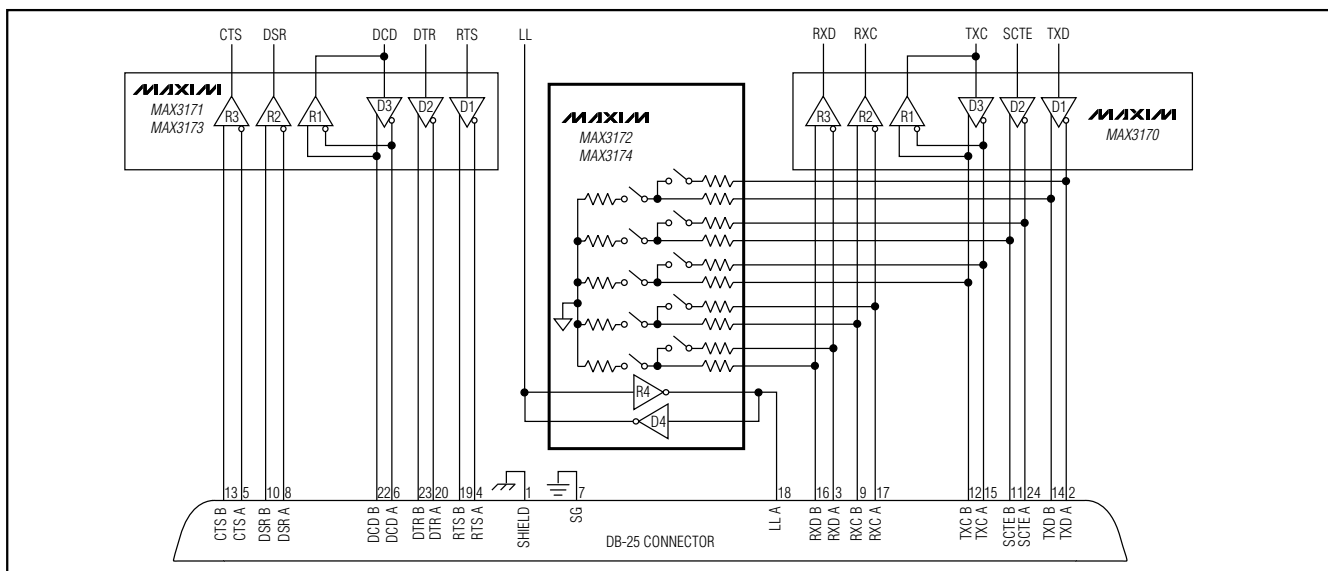 CTS DSR DCD DTR RTS LL RXD RXC TXC SCTE TXD
MAXIM
MAX3171
MAX3173
R3 R2 R1 D3 D2 D1
MAXIM
MAX3172
MAX3174
R3 R2 R1 D3 D2 D1
MAXIM
MAX3170
R4
D4
13 5 10 8 22 6 23 20 19 4 1 7 18 16 3 9 17 12 15 11 24 14 2
CTS B
CTS A
DSR B
DSR A
DCD B
DCD A
DTR B
DTR A
RTS B
RTS A
SHIELD
SG
LL A
RXD B
RXD A
RXC B
RXC A
TXC B
TXC A
SCTE B
SCTE A
TXD B
TXD A
DB-25 CONNECTOR